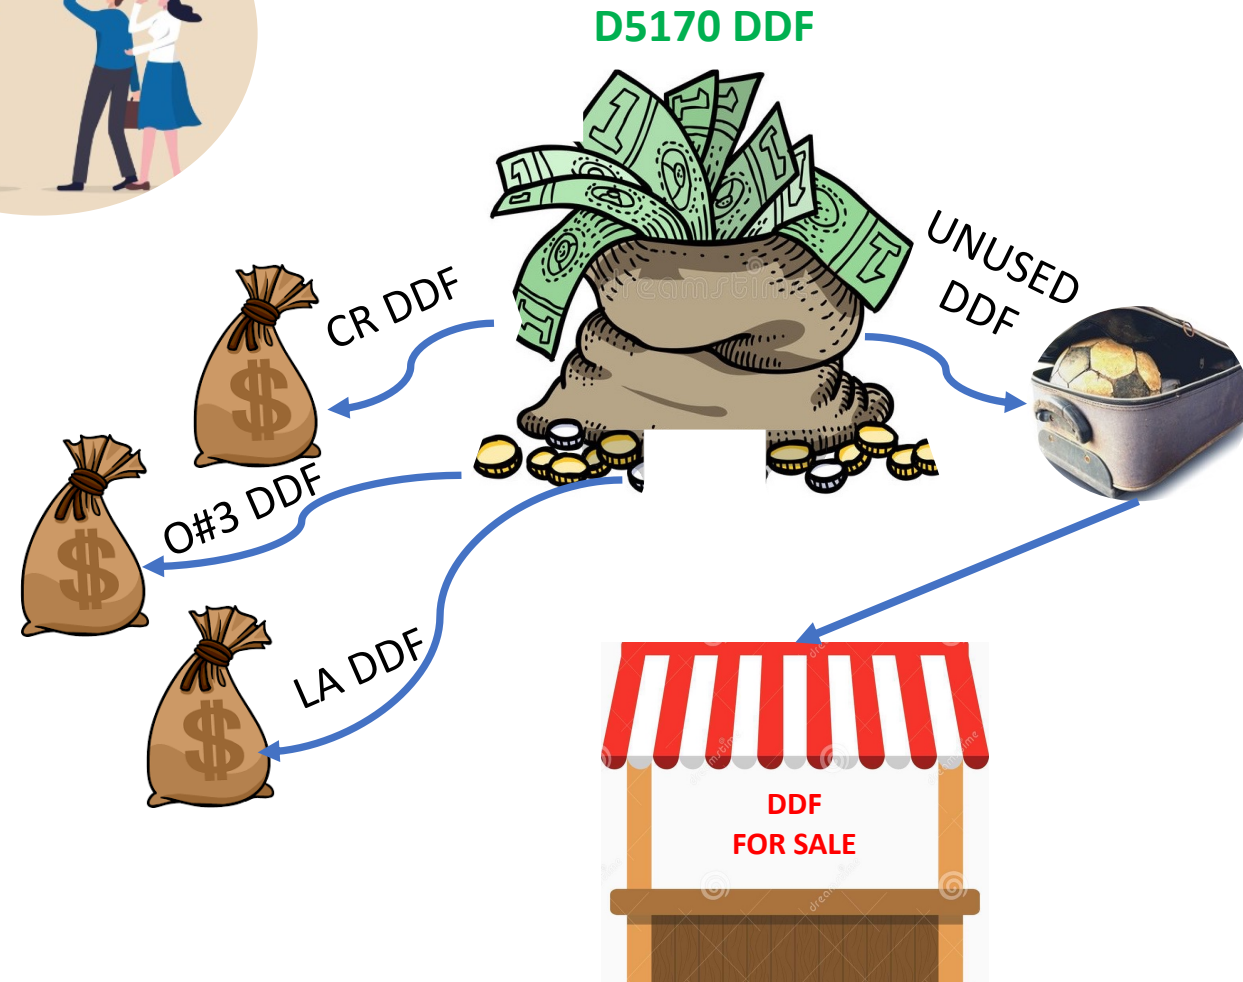 D5170 DDF
UNUSED
DDF
CR DDF
O#3 DDF
LA DDF
DDF
FOR SALE